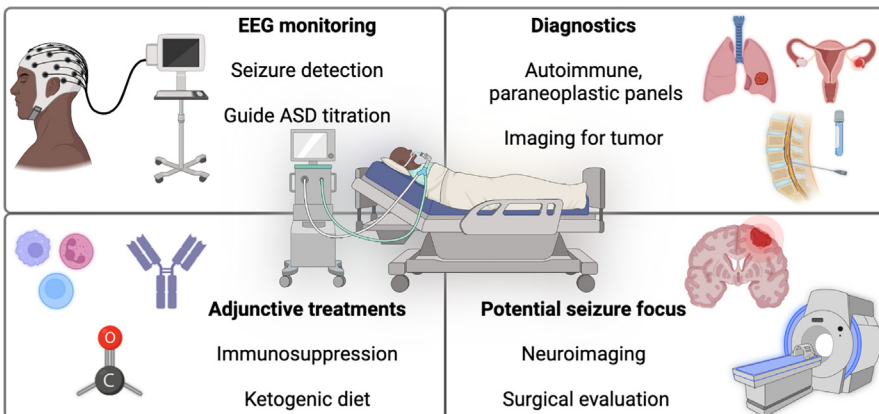 EEG monitoring
Seizure detection
Guide ASD titration
Diagnostics
Autoimmune,
paraneoplastic panels
Imaging for tumor
Adjunctive treatments
Immunosuppression
Ketogenic diet
O
C
Potential seizure focus
Neuroimaging
Surgical evaluation